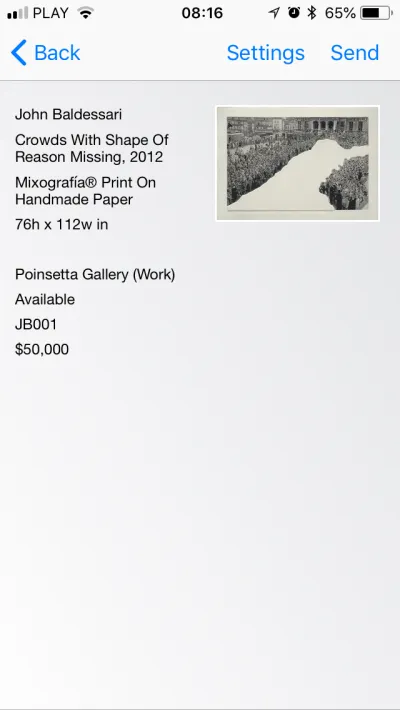 PLAY 08:16 65%
Back Settings Send
John Baldessari
Crowds With Shape Of
Reason Missing, 2012
Mixografía® Print On
Handmade Paper
76h x 112w in
Poinsetta Gallery (Work)
Available
JB001
$50,000